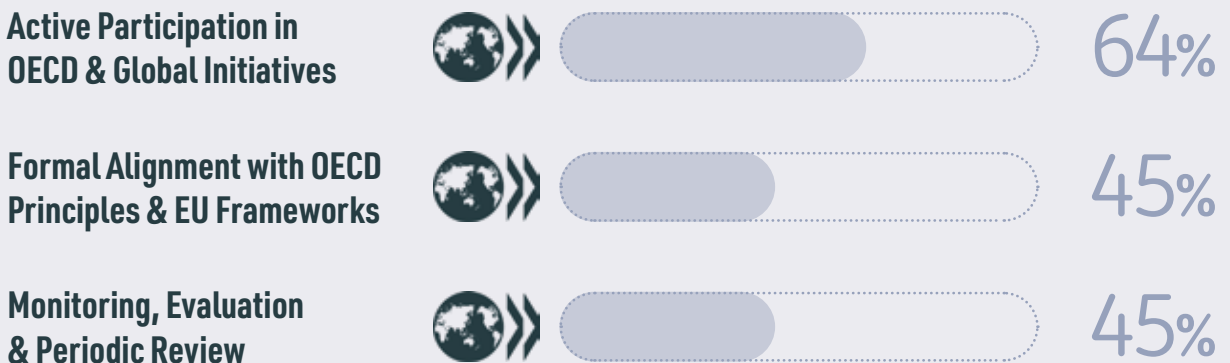 Active Participation in
OECD & Global Initiatives
64%
Formal Alignment with OECD
Principles & EU Frameworks
45%
Monitoring, Evaluation
& Periodic Review
45%